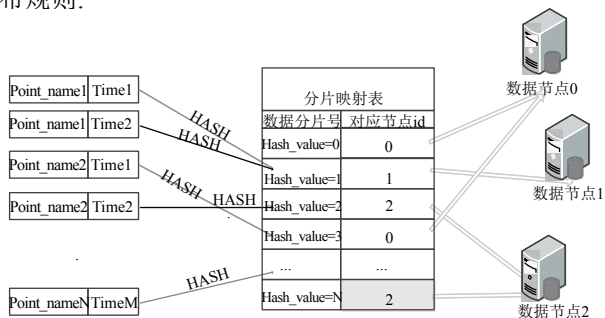 布规则:
Point_name1 Time1
Point_name1 Time2
Point_name2 Time1
Point_name2 Time2
.
Point_nameN TimeM
HASH
HASH
HASH
HASH
.
HASH
分片映射表
数据分片号 对应节点id
Hash_value=0 0
Hash_value=1 1
Hash_value=2 2
Hash_value=3 0
... ...
Hash_value=N 2
数据节点0
数据节点1
数据节点2